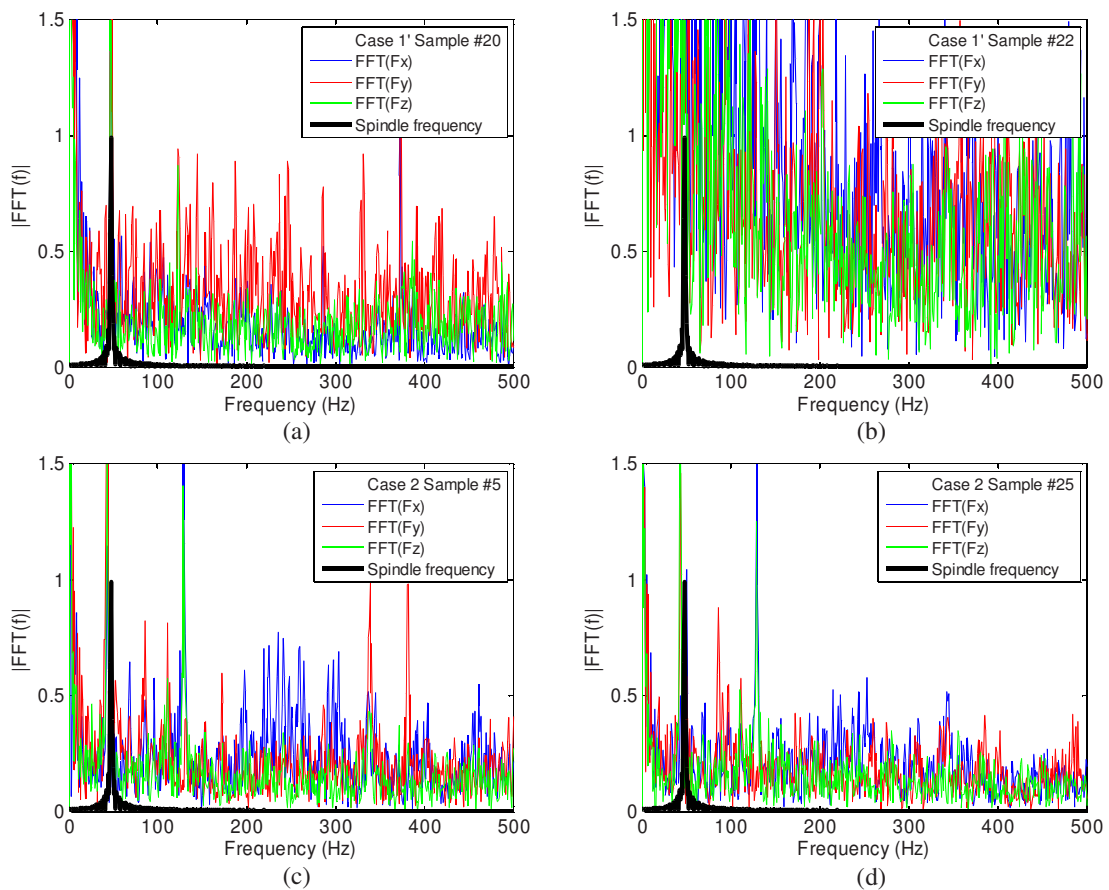 1.5
1
0.5
0
|FFT(f)|
Case 1' Sample #20
FFT(Fx)
FFT(Fy)
FFT(Fz)
Spindle frequency
0 100 200 300 400 500
Frequency (Hz)
(a)
1.5
1
0.5
0
|FFT(f)|
Case 1' Sample #22
FFT(Fx)
FFT(Fy)
FFT(Fz)
Spindle frequency
0 100 200 300 400 500
Frequency (Hz)
(b)
1.5
1
0.5
0
|FFT(f)|
Case 2 Sample #5
FFT(Fx)
FFT(Fy)
FFT(Fz)
Spindle frequency
0 100 200 300 400 500
Frequency (Hz)
(c)
1.5
1
0.5
0
|FFT(f)|
Case 2 Sample #25
FFT(Fx)
FFT(Fy)
FFT(Fz)
Spindle frequency
0 100 200 300 400 500
Frequency (Hz)
(d)